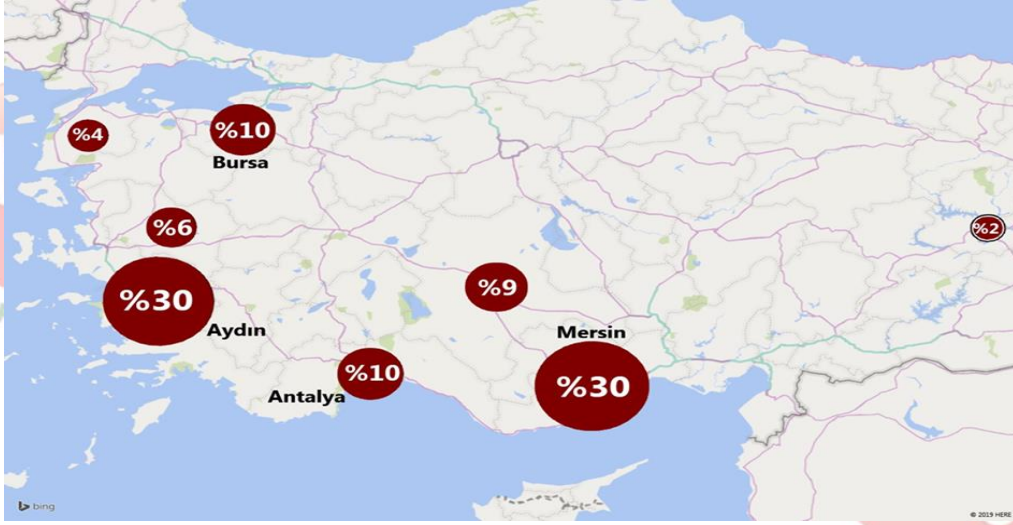 %4
%10
Bursa
%6
%2
%30
Aydın
%9
Mersin
%30
%10
Antalya
bing
© 2019 HERE